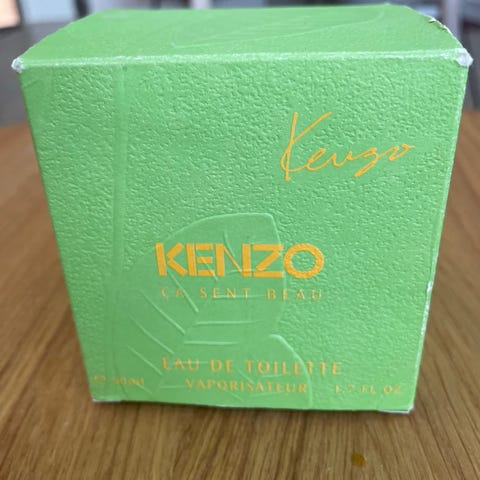 Kenzo
KENZO
ÇA SENT BEAU
EAU DE TOILETTE
50ml VAPORISATEUR 1.7 FL OZ